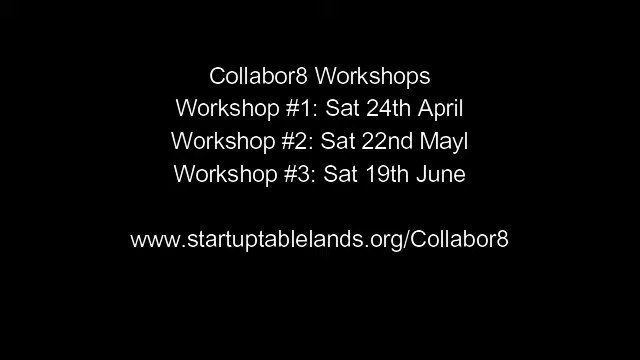 Collabor8 Workshops
Workshop #1: Sat 24th April
Workshop #2: Sat 22nd Mayl
Workshop #3: Sat 19th June
www.startuptablelands.org/Collabor8